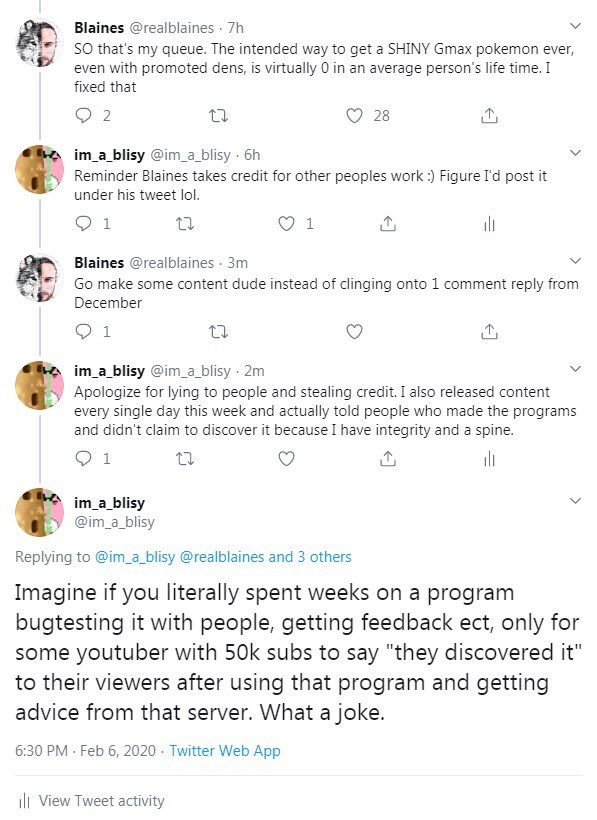 Blaines @realblaines · 7h
SO that's my queue. The intended way to get a SHINY Gmax pokemon ever,
even with promoted dens, is virtually 0 in an average person's life time. I
fixed that
2 28
im_a_blisy @im_a_blisy · 6h
Reminder Blaines takes credit for other peoples work :) Figure I'd post it
under his tweet lol.
1 1
Blaines @realblaines · 3m
Go make some content dude instead of clinging onto 1 comment reply from
December
1
im_a_blisy @im_a_blisy · 2m
Apologize for lying to people and stealing credit. I also released content
every single day this week and actually told people who made the programs
and didn't claim to discover it because I have integrity and a spine.
1
im_a_blisy
@im_a_blisy
Replying to @im_a_blisy @realblaines and 3 others
Imagine if you literally spent weeks on a program
bugtesting it with people, getting feedback ect, only for
some youtuber with 50k subs to say "they discovered it"
to their viewers after using that program and getting
advice from that server. What a joke.
6:30 PM · Feb 6, 2020 · Twitter Web App
View Tweet activity